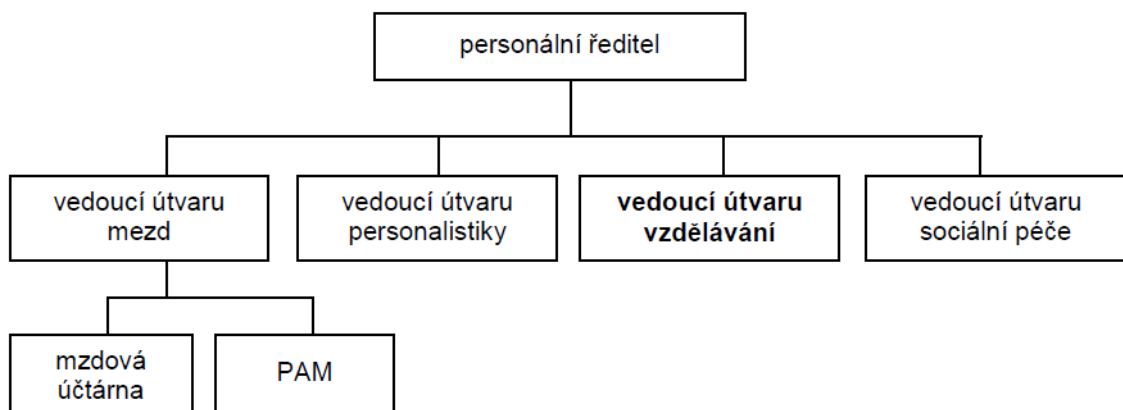 personální ředitel
vedoucí útvaru
mezd
vedoucí útvaru
personalistiky
vedoucí útvaru
vzdělávání
vedoucí útvaru
sociální péče
mzdová
účtárna
PAM